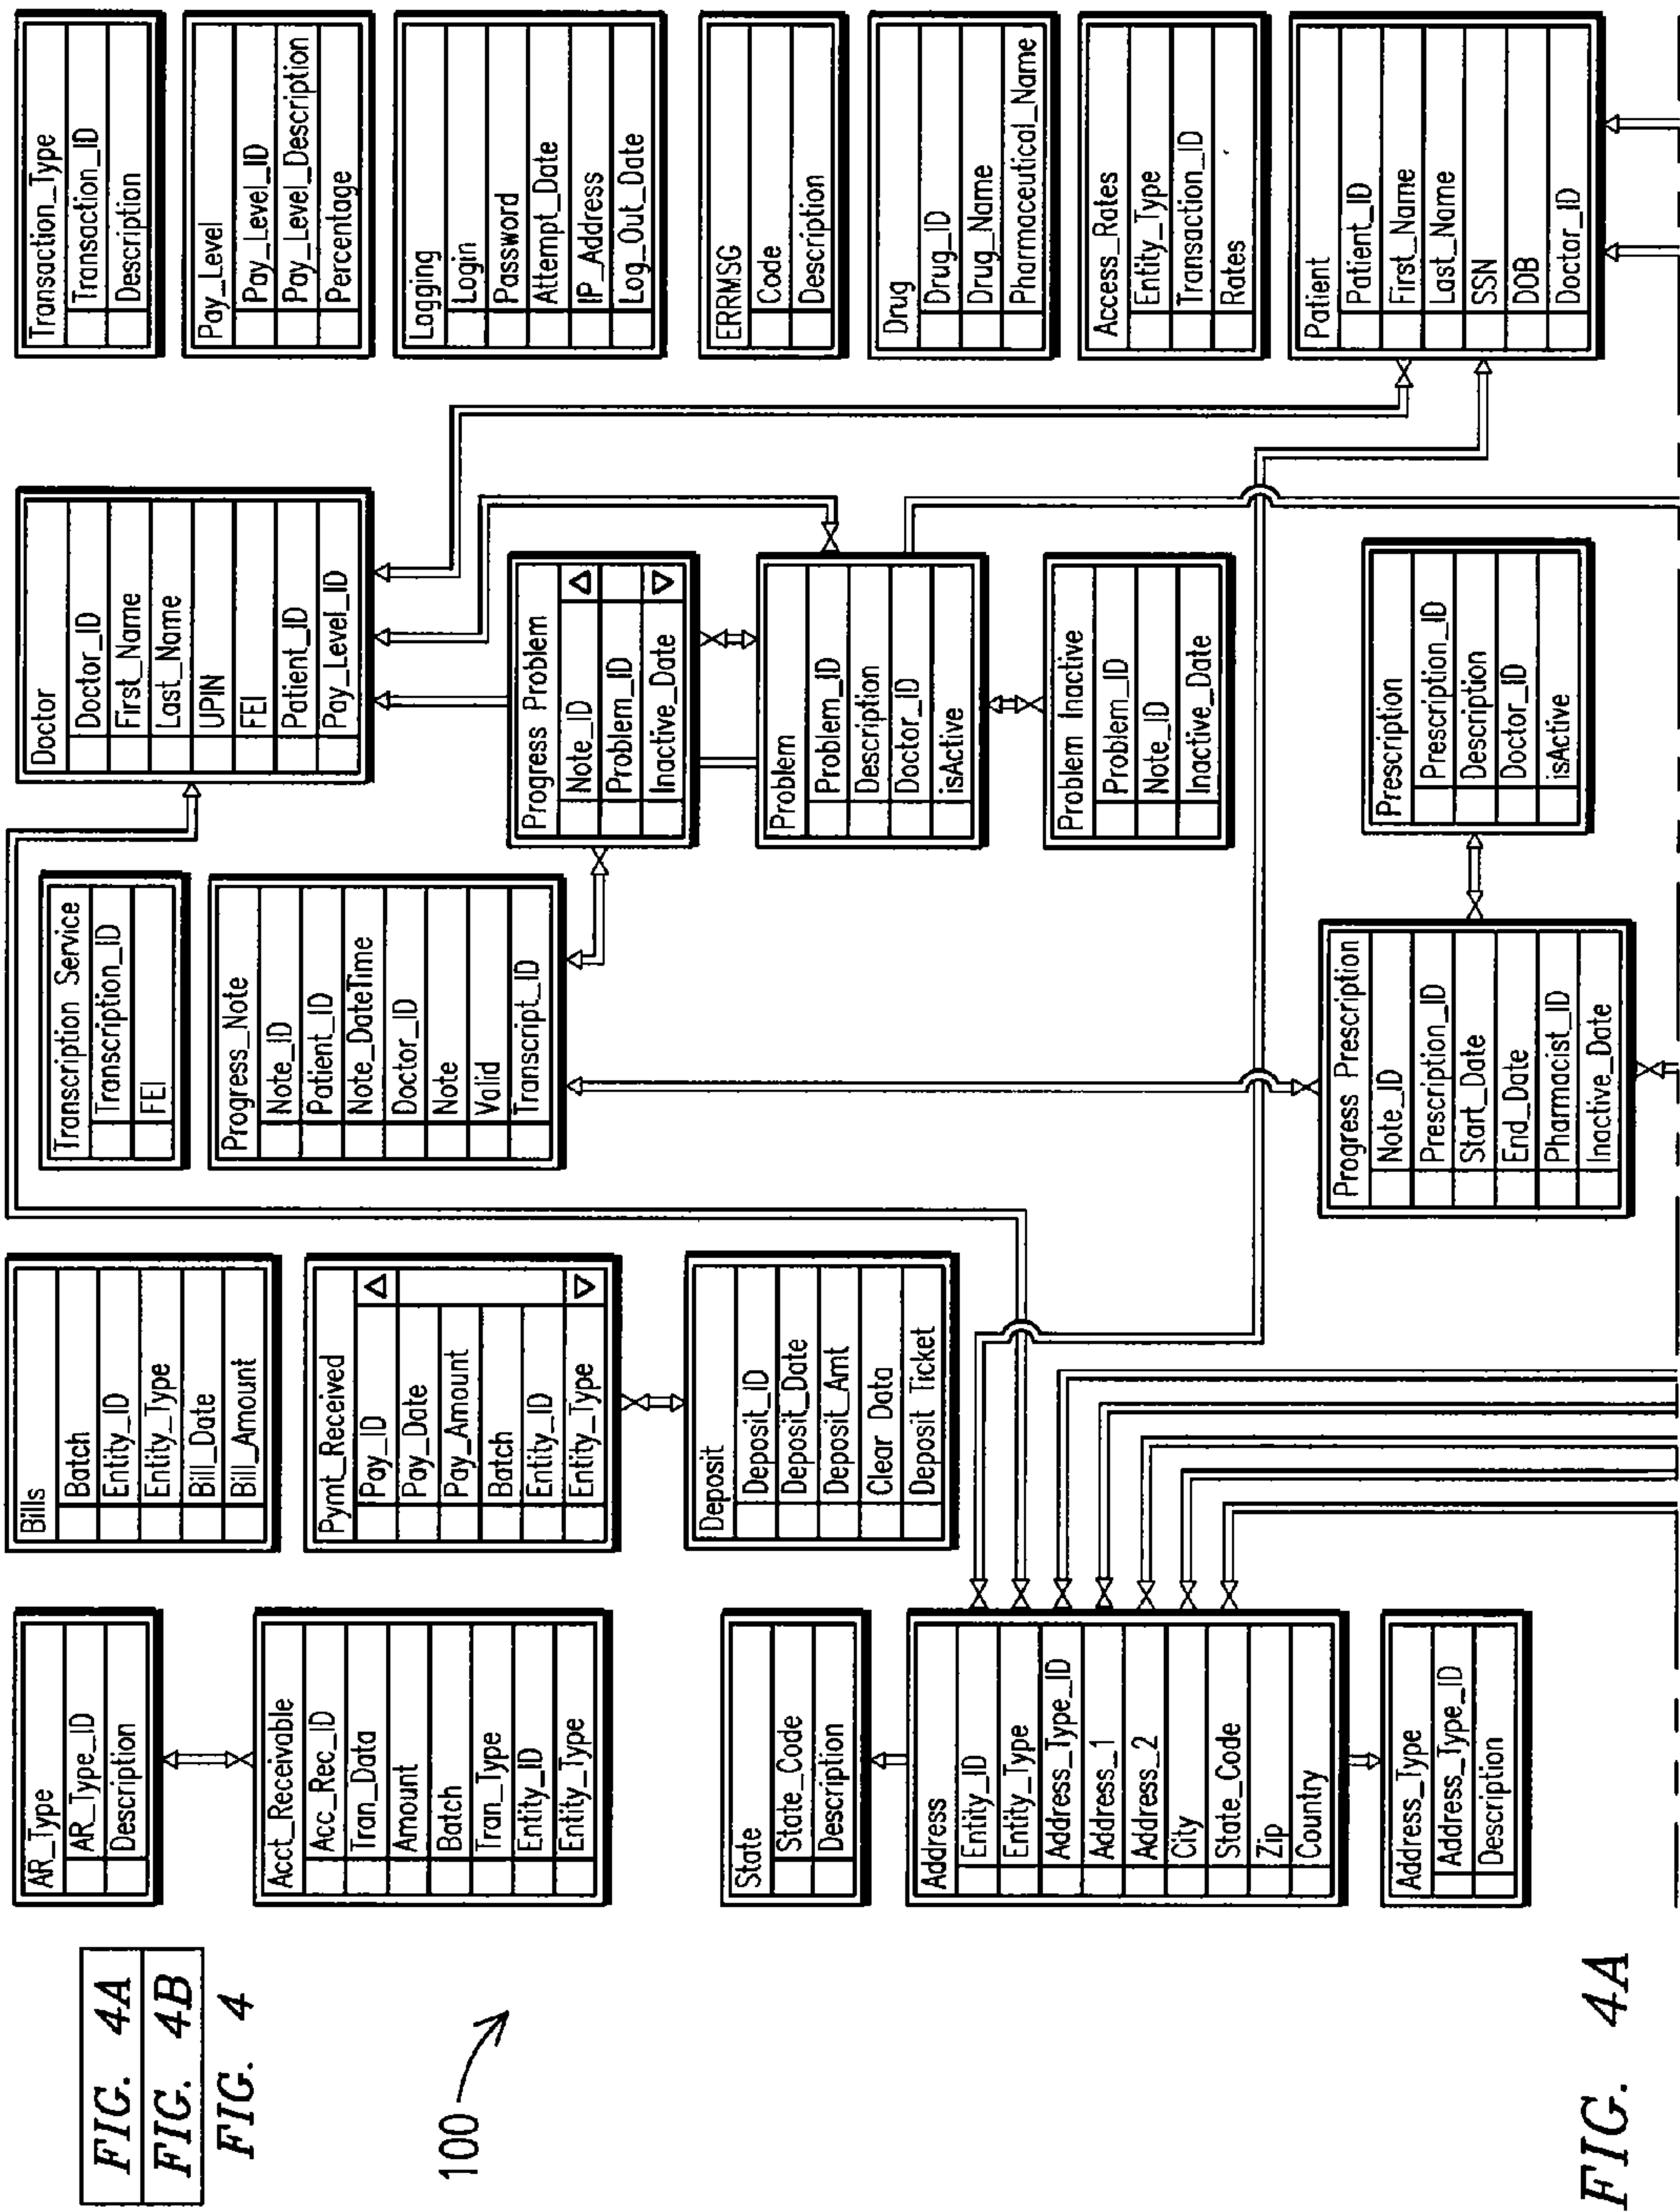 FIG. 4A
FIG. 4B
FIG. 4
100
AR_Type
AR_Type_ID
Description
Acct_Receivable
Acc_Rec_ID
Tran_Data
Amount
Batch
Tran_Type
Entity_ID
Entity_Type
State
State_Code
Description
Address
Entity_ID
Entity_Type
Address_Type_ID
Address_1
Address_2
City
State_Code
Zip
Country
Address_Type
Address_Type_ID
Description
Bills
Batch
Entity_ID
Entity_Type
Bill_Date
Bill_Amount
Pymt_Received
Pay_ID
Pay_Date
Pay_Amount
Batch
Entity_ID
Entity_Type
Deposit
Deposit_ID
Deposit_Date
Deposit_Amt
Clear Data
Deposit Ticket
Transcription Service
Transcription_ID
FEI
Progress_Note
Note_ID
Patient_ID
Note_DateTime
Doctor_ID
Note
Valid
Transcript_ID
Progress Prescription
Note_ID
Prescription_ID
Start_Date
End_Date
Pharmacist_ID
Inactive_Date
Doctor
Doctor_ID
First_Name
Last_Name
UPIN
FEI
Patient_ID
Pay_Level_ID
Progress Problem
Note_ID
Problem_ID
Inactive_Date
Problem
Problem_ID
Description
Doctor_ID
isActive
Problem Inactive
Problem_ID
Note_ID
Inactive_Date
Prescription
Prescription_ID
Description
Doctor_ID
isActive
Transaction_Type
Transaction_ID
Description
Pay_Level
Pay_Level_ID
Pay_Level_Description
Percentage
Logging
Login
Password
Attempt_Date
IP_Address
Log_Out_Date
ERRMSG
Code
Description
Drug
Drug_ID
Drug_Name
Pharmaceutical_Name
Access_Rates
Entity_Type
Transaction_ID
Rates
Patient
Patient_ID
First_Name
Last_Name
SSN
DOB
Doctor_ID
FIG. 4A